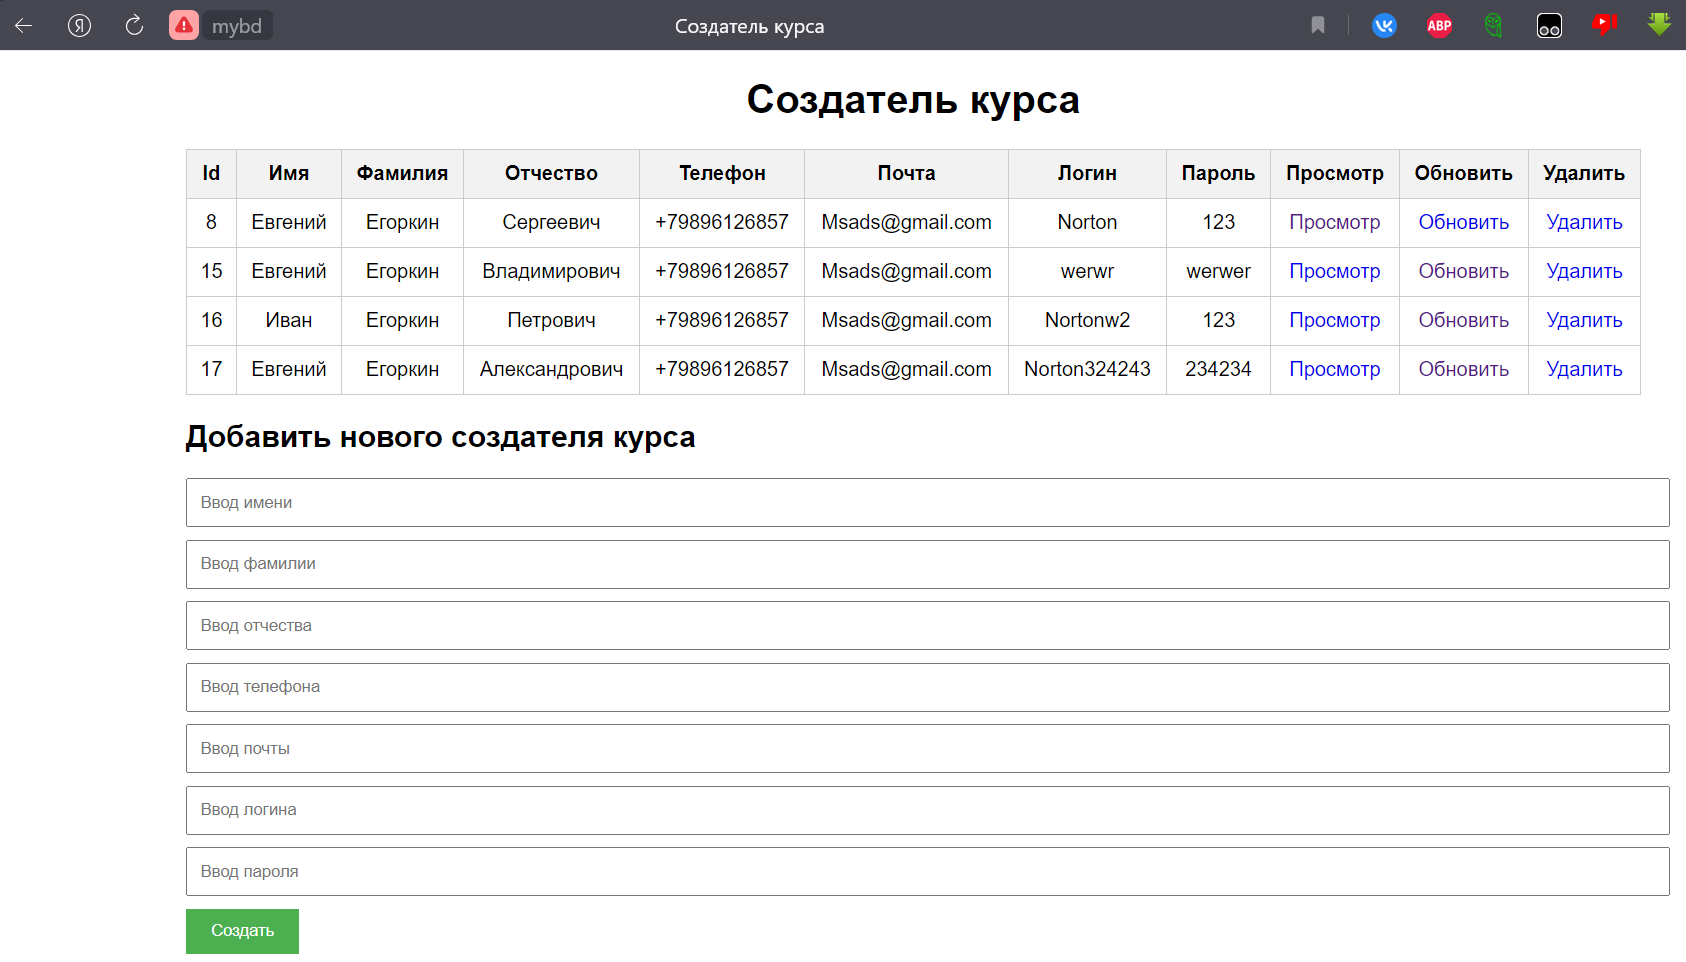 Я mybd Создатель курса ABP
Создатель курса
Id Имя Фамилия Отчество Телефон Почта Логин Пароль Просмотр Обновить Удалить
8 Евгений Егоркин Сергеевич +79896126857 Msads@gmail.com Norton 123 Просмотр Обновить Удалить
15 Евгений Егоркин Владимирович +79896126857 Msads@gmail.com werwr werwer Просмотр Обновить Удалить
16 Иван Егоркин Петрович +79896126857 Msads@gmail.com Nortonw2 123 Просмотр Обновить Удалить
17 Евгений Егоркин Александрович +79896126857 Msads@gmail.com Norton324243 234234 Просмотр Обновить Удалить
Добавить нового создателя курса
Ввод имени
Ввод фамилии
Ввод отчества
Ввод телефона
Ввод почты
Ввод логина
Ввод пароля
Создать